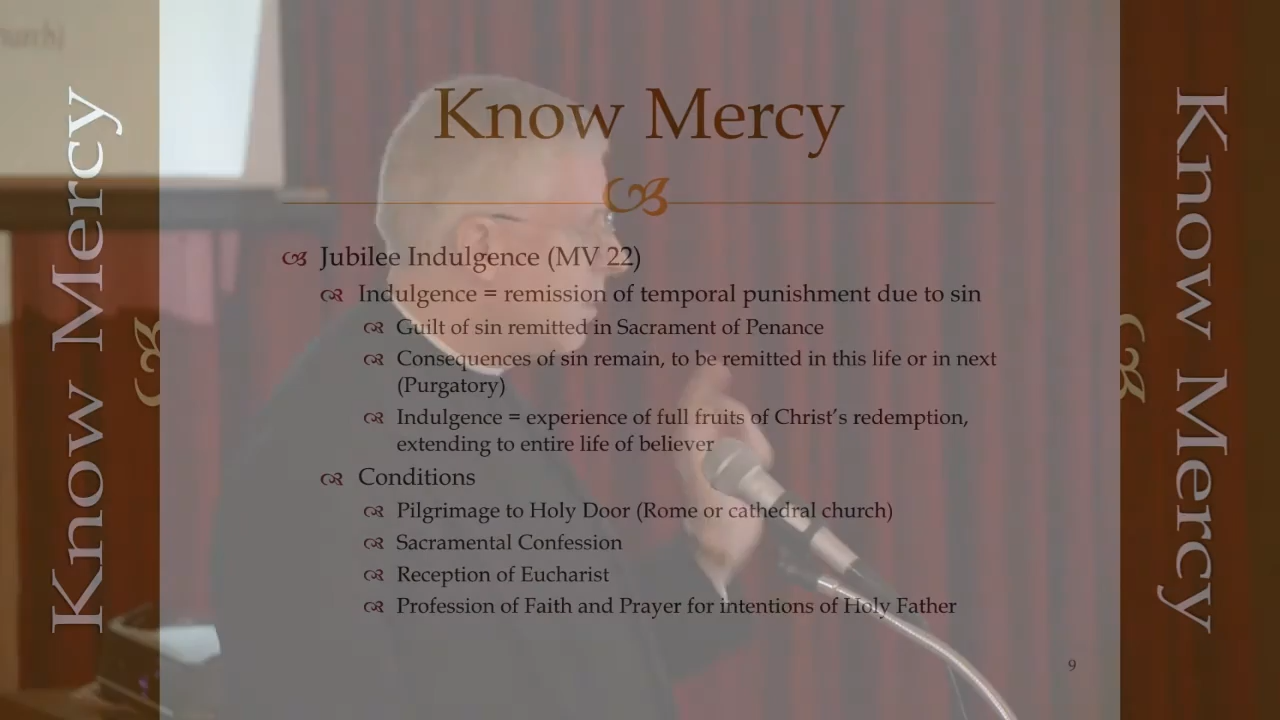 Know Mercy
Know Mercy
Jubilee Indulgence (MV 22)
Indulgence = remission of temporal punishment due to sin
Guilt of sin remitted in Sacrament of Penance
Consequences of sin remain, to be remitted in this life or in next
(Purgatory)
Indulgence = experience of full fruits of Christ’s redemption,
extending to entire life of believer
Conditions
Pilgrimage to Holy Door (Rome or cathedral church)
Sacramental Confession
Reception of Eucharist
Profession of Faith and Prayer for intentions of Holy Father
9
Know Mercy